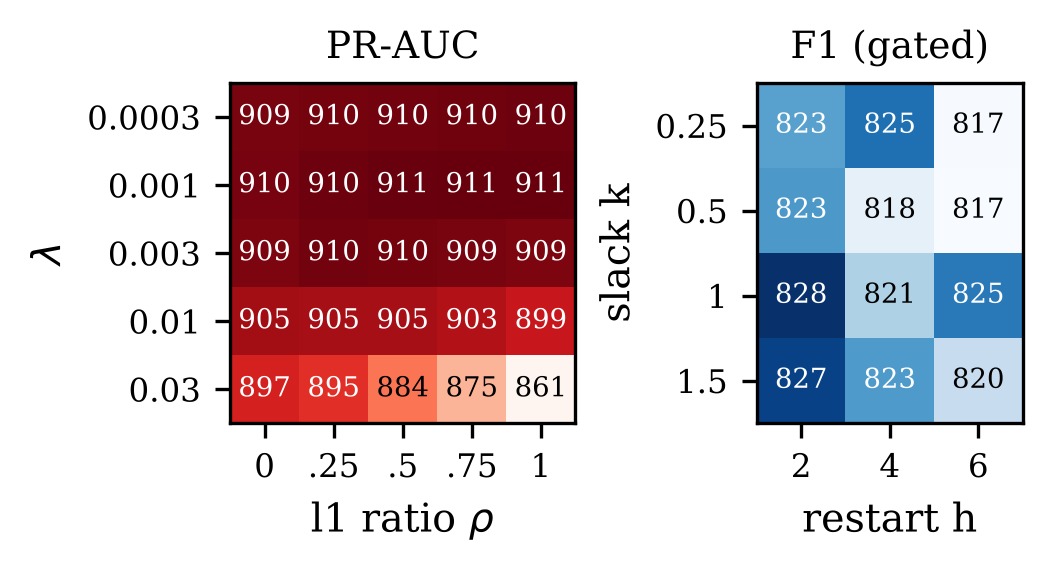 PR-AUC
λ
0.0003 909 910 910 910 910
0.001 910 910 911 911 911
0.003 909 910 910 909 909
0.01 905 905 905 903 899
0.03 897 895 884 875 861
0 .25 .5 .75 1
l1 ratio ρ
F1 (gated)
slack k
0.25 823 825 817
0.5 823 818 817
1 828 821 825
1.5 827 823 820
2 4 6
restart h